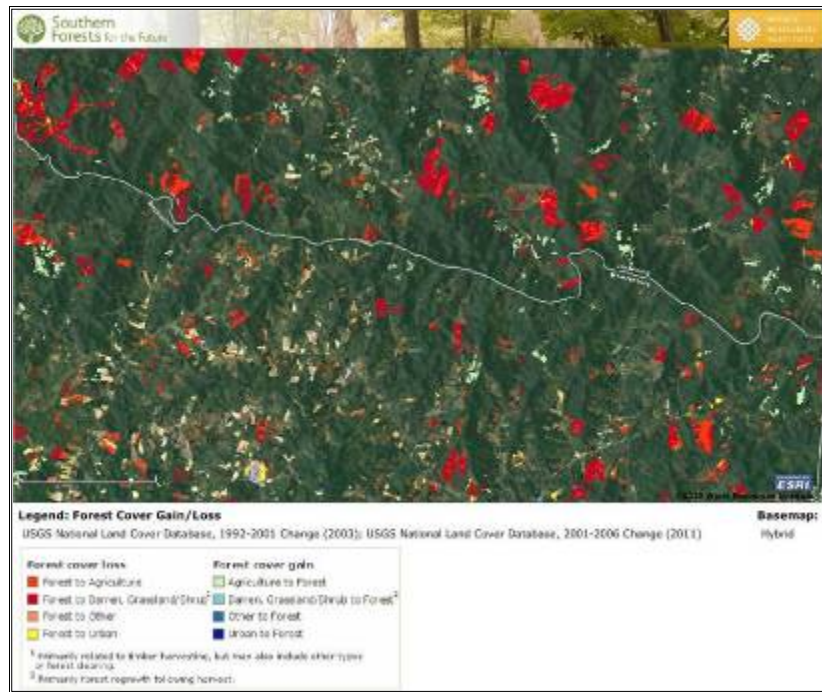 Southern
Forests for the Future
ESRI
Legend: Forest Cover Gain/Loss
Basemap:
USGS National Land Cover Database, 1992-2001 Change (2003); USGS National Land Cover Database, 2001-2006 Change (2011)
Hybrid
Forest cover loss
Forest cover gain
Forest to Agriculture
Agriculture to Forest
Forest to Barren, Grassland/Shrub¹
Barren, Grassland/Shrub to Forest²
Forest to Other
Other to Forest
Forest to Urban
Urban to Forest
¹ Primarily related to timber harvesting, but may also include other types
of forest clearing.
² Primarily forest regrowth following harvest.